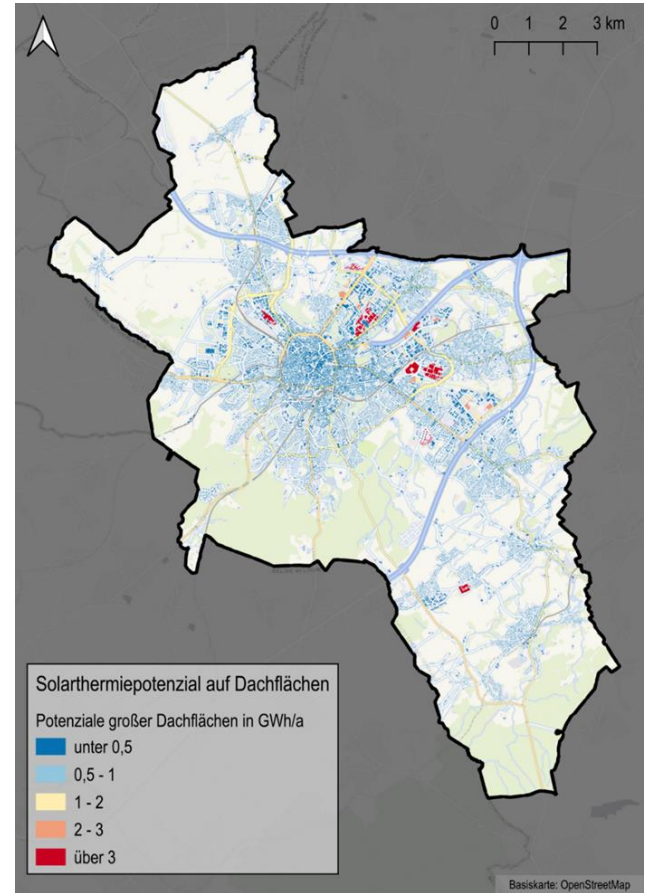 0 1 2 3 km
Solarthermiepotenzial auf Dachflächen
Potenziale großer Dachflächen in GWh/a
unter 0,5
0,5 - 1
1 - 2
2 - 3
über 3
Basiskarte: OpenStreetMap